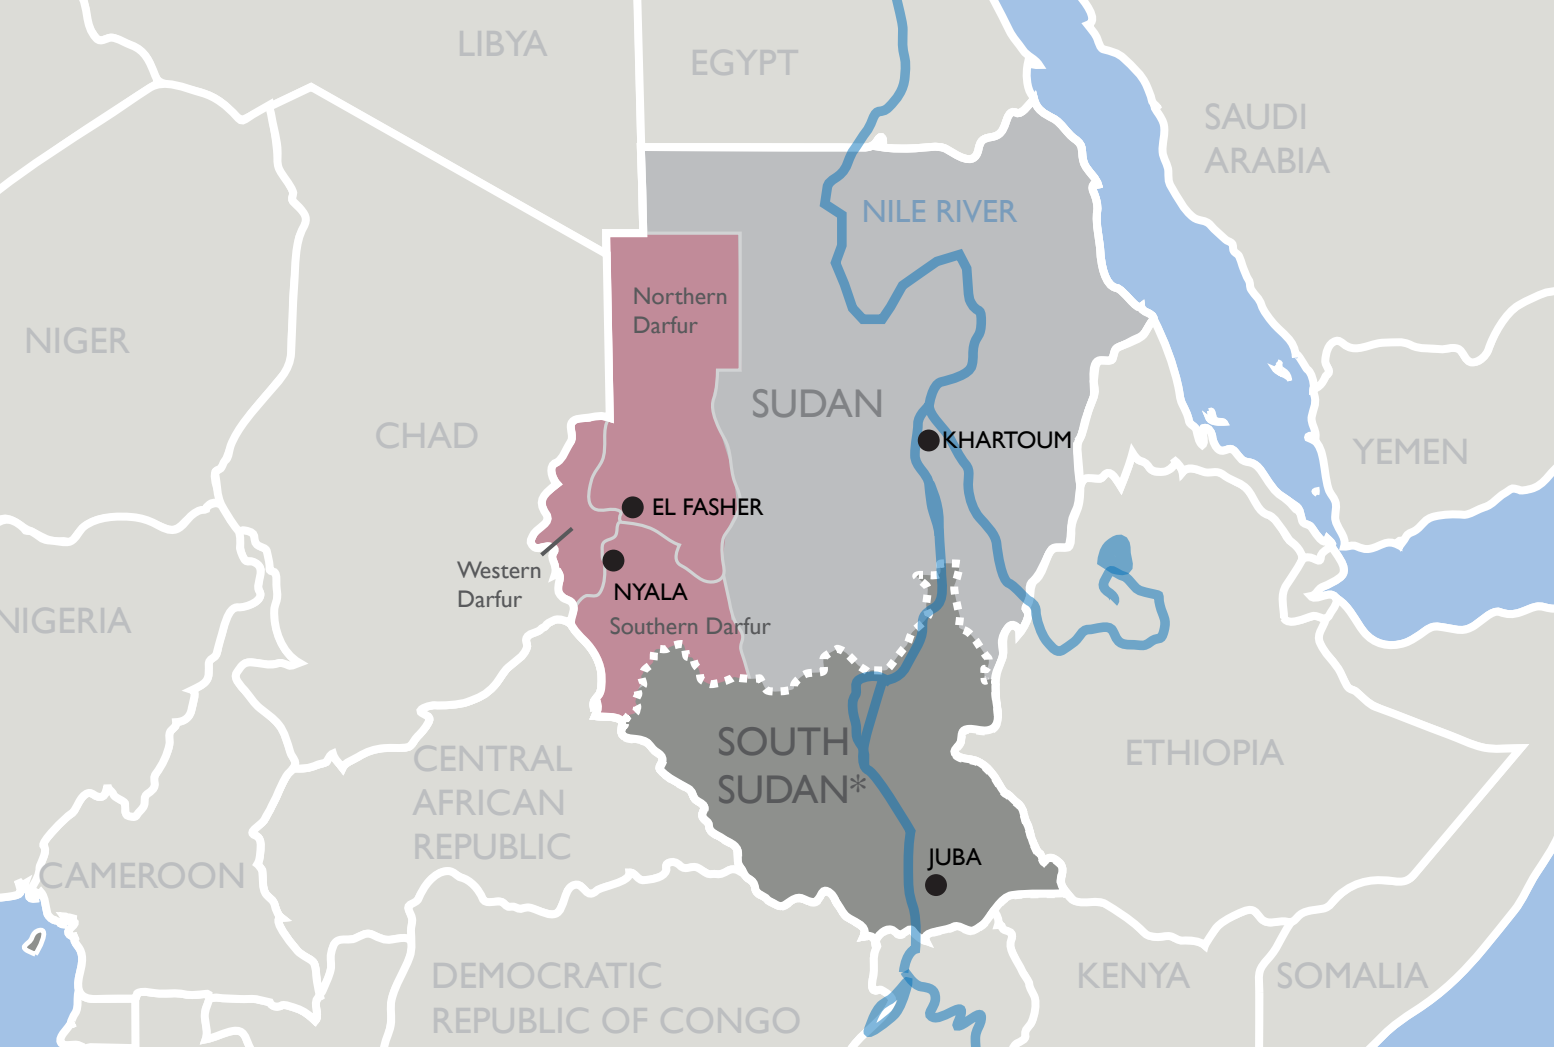 LIBYA
EGYPT
SAUDI
ARABIA
NILE RIVER
Northern
Darfur
NIGER
SUDAN
CHAD
KHARTOUM
YEMEN
EL FASHER
Western
Darfur
NYALA
Southern Darfur
NIGERIA
SOUTH
SUDAN*
ETHIOPIA
CENTRAL
AFRICAN
REPUBLIC
JUBA
CAMEROON
DEMOCRATIC
REPUBLIC OF CONGO
KENYA
SOMALIA